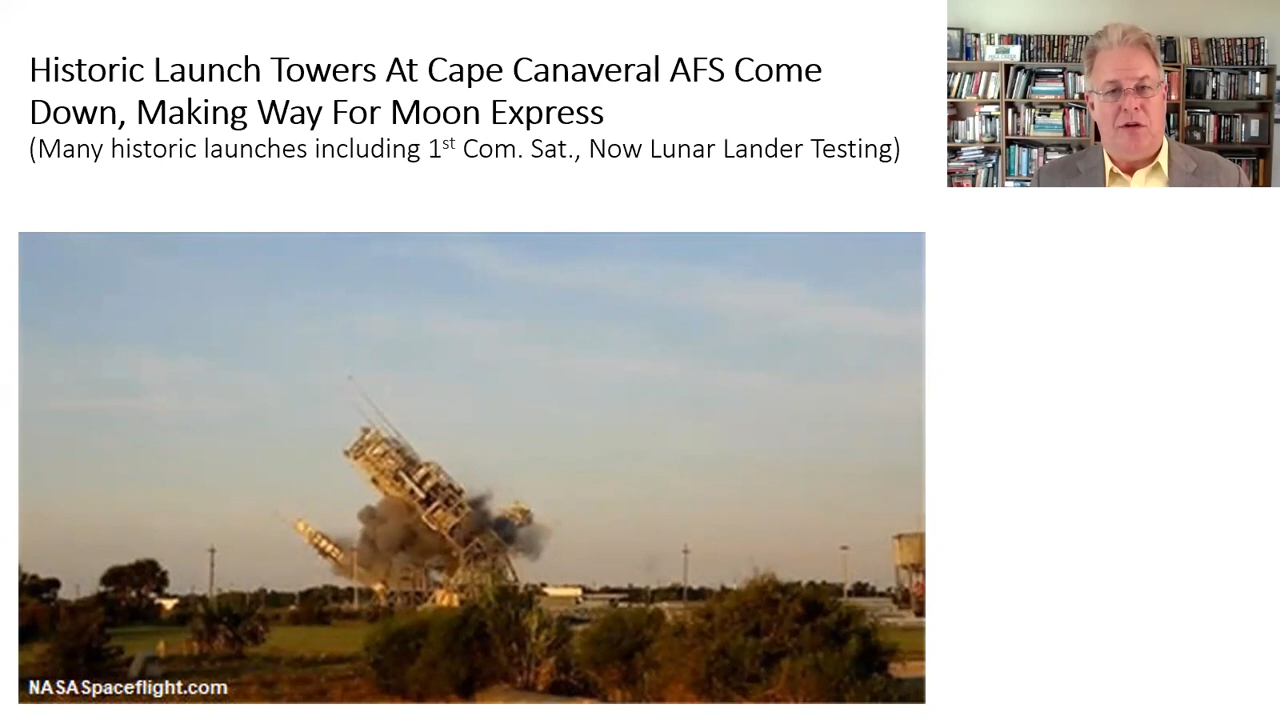 Historic Launch Towers At Cape Canaveral AFS Come
Down, Making Way For Moon Express
(Many historic launches including 1st Com. Sat., Now Lunar Lander Testing)
NASASpaceflight.com